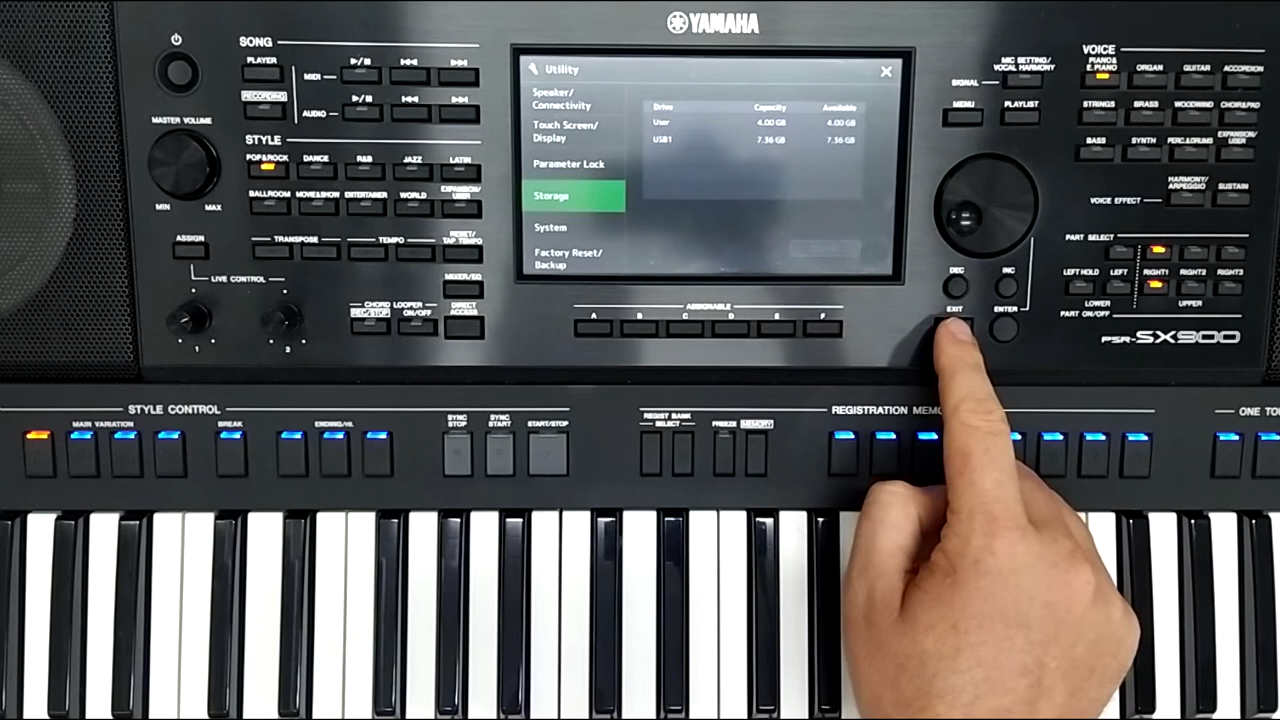 YAMAHA
SONG
PLAYER
RECORDING
MIDI
AUDIO
MASTER VOLUME
MIN MAX
STYLE
POP&ROCK DANCE R&B JAZZ LATIN
BALLROOM MOVIE&SHOW ENTERTAINER WORLD EXPANSION/
USER
ASSIGN
TRANSPOSE TEMPO RESET/
TAP TEMPO
LIVE CONTROL
1 2
MIXER/EQ
CHORD LOOPER
REC/STOP ON/OFF
DIRECT
ACCESS
Utility
Speaker/
Connectivity
Touch Screen/
Display
Parameter Lock
Storage
System
Factory Reset/
Backup
Drive Capacity Available
User 4.00 GB 4.00 GB
USB1 7.36 GB 7.36 GB
ASSIGNABLE
A B C D E F
MIC SETTING/
VOCAL HARMONY
SIGNAL
MENU PLAYLIST
DEC INC
EXIT ENTER
VOICE
PIANO&
E. PIANO ORGAN GUITAR ACCORDION
STRINGS BRASS WOODWIND CHOIR&PAD
BASS SYNTH PERC.&DRUMS EXPANSION/
USER
VOICE EFFECT
HARMONY/
ARPEGGIO SUSTAIN
PART SELECT
LEFT HOLD LEFT RIGHT1 RIGHT2 RIGHT3
LOWER UPPER
PART ON/OFF
PSR-SX900
STYLE CONTROL
MAIN VARIATION BREAK ENDING/rit.
SYNC
STOP
SYNC
START
START/STOP
REGIST BANK
SELECT
FREEZE MEMORY
REGISTRATION
ONE